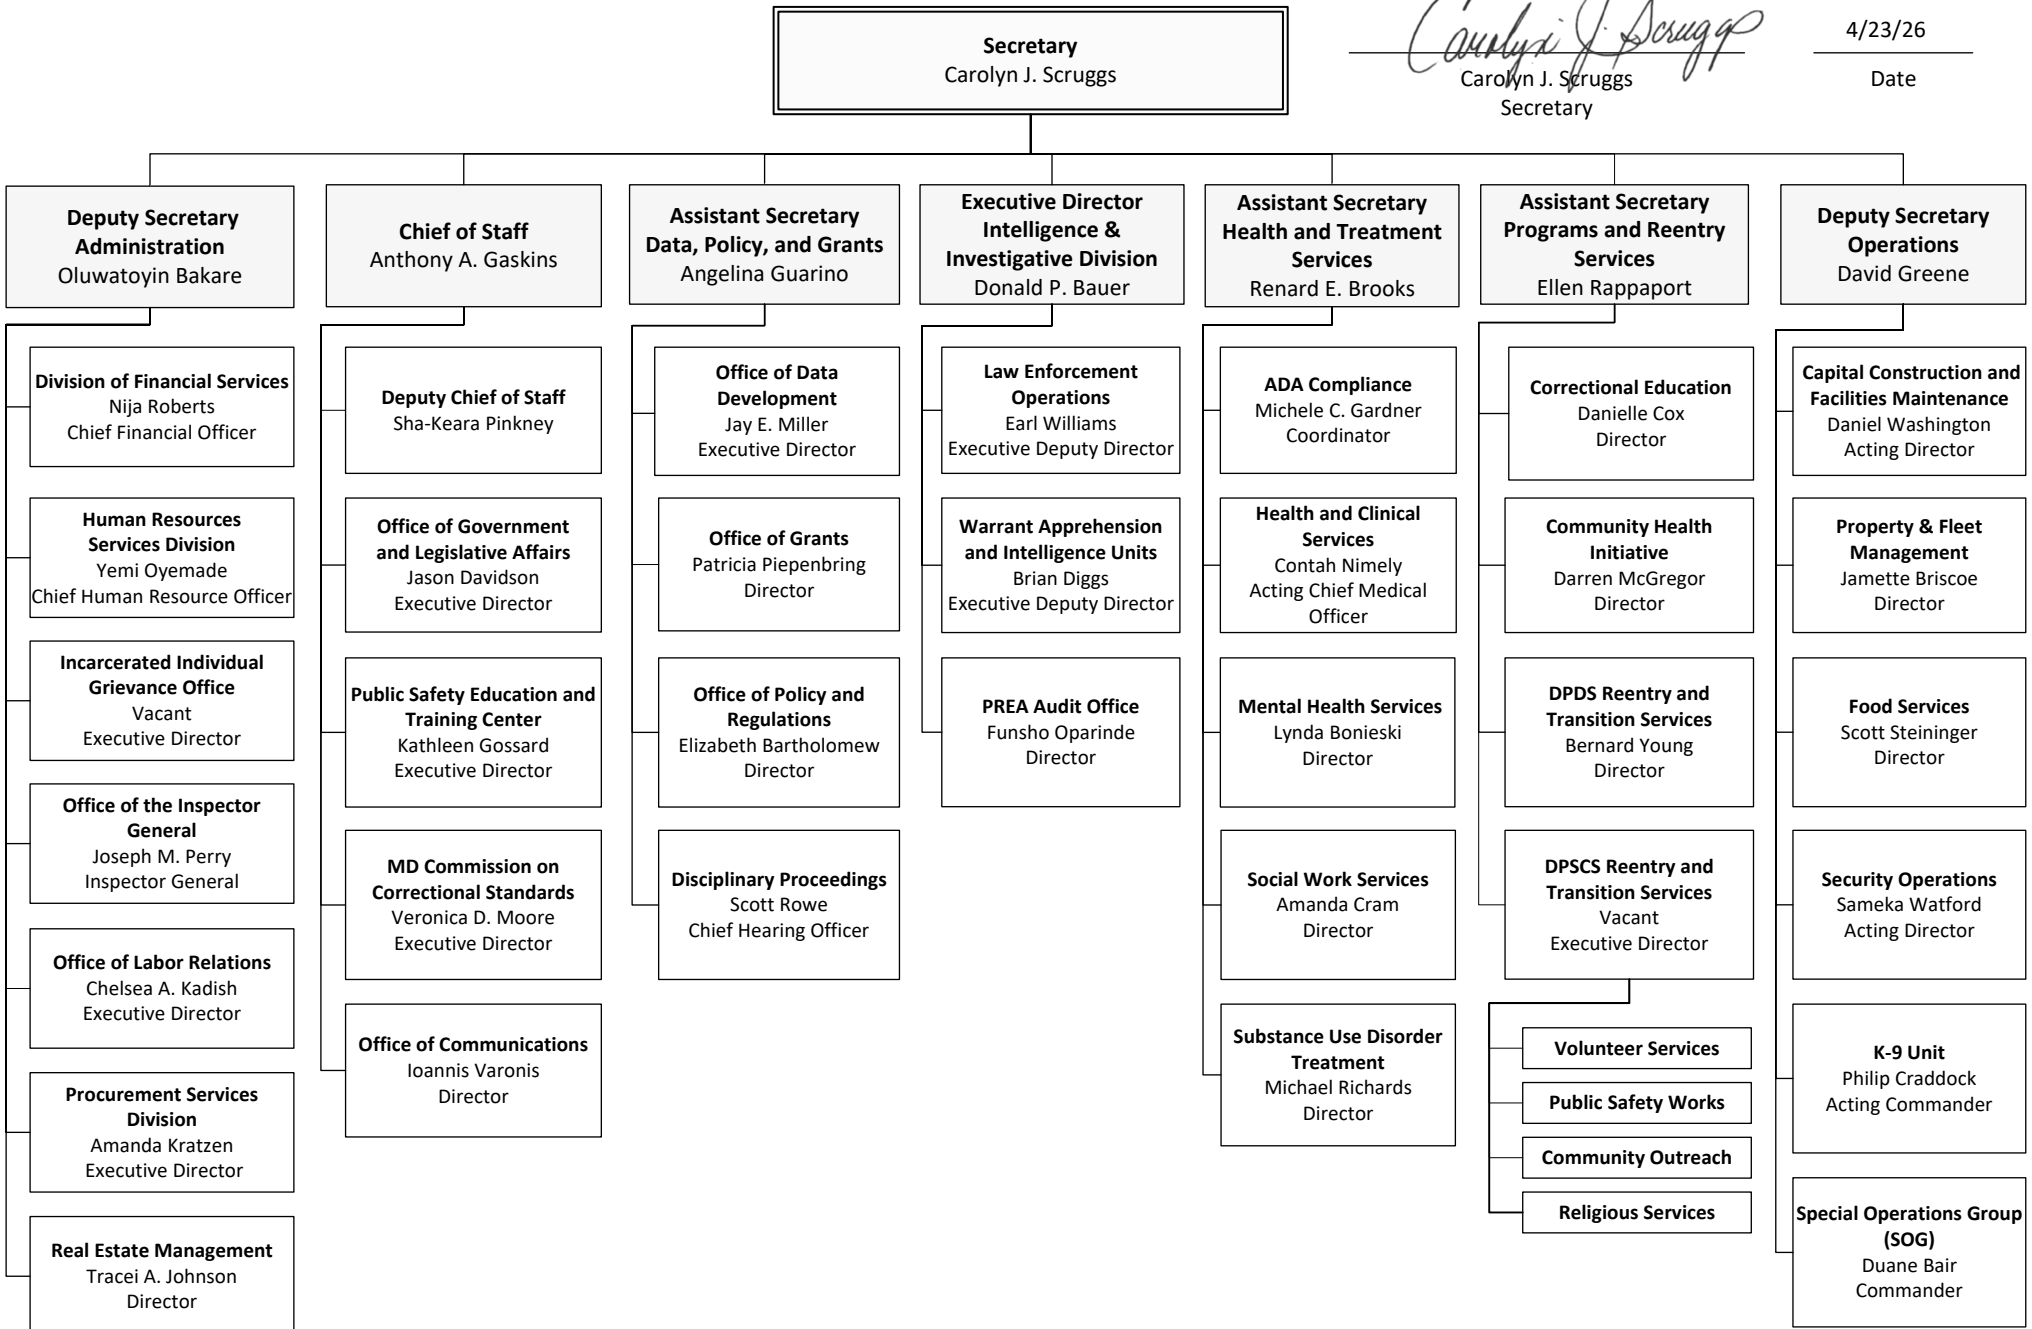 Secretary
Carolyn J. Scruggs
Carolyn J. Scruggs
4/23/26
Carolyn J. Scruggs
Secretary
Date
Deputy Secretary
Administration
Oluwatoyin Bakare
Chief of Staff
Anthony A. Gaskins
Assistant Secretary
Data, Policy, and Grants
Angelina Guarino
Executive Director
Intelligence &
Investigative Division
Donald P. Bauer
Assistant Secretary
Health and Treatment
Services
Renard E. Brooks
Assistant Secretary
Programs and Reentry
Services
Ellen Rappaport
Deputy Secretary
Operations
David Greene
Division of Financial Services
Nija Roberts
Chief Financial Officer
Human Resources
Services Division
Yemi Oyemade
Chief Human Resource Officer
Incarcerated Individual
Grievance Office
Vacant
Executive Director
Office of the Inspector
General
Joseph M. Perry
Inspector General
Office of Labor Relations
Chelsea A. Kadish
Executive Director
Procurement Services
Division
Amanda Kratzen
Executive Director
Real Estate Management
Tracei A. Johnson
Director
Deputy Chief of Staff
Sha-Keara Pinkney
Office of Government
and Legislative Affairs
Jason Davidson
Executive Director
Public Safety Education and
Training Center
Kathleen Gossard
Executive Director
MD Commission on
Correctional Standards
Veronica D. Moore
Executive Director
Office of Communications
Ioannis Varonis
Director
Office of Data
Development
Jay E. Miller
Executive Director
Office of Grants
Patricia Piepenbring
Director
Office of Policy and
Regulations
Elizabeth Bartholomew
Director
Disciplinary Proceedings
Scott Rowe
Chief Hearing Officer
Law Enforcement
Operations
Earl Williams
Executive Deputy Director
Warrant Apprehension
and Intelligence Units
Brian Diggs
Executive Deputy Director
PREA Audit Office
Funsho Oparinde
Director
ADA Compliance
Michele C. Gardner
Coordinator
Health and Clinical
Services
Contah Nimely
Acting Chief Medical
Officer
Mental Health Services
Lynda Bonieski
Director
Social Work Services
Amanda Cram
Director
Substance Use Disorder
Treatment
Michael Richards
Director
Correctional Education
Danielle Cox
Director
Community Health
Initiative
Darren McGregor
Director
DPDS Reentry and
Transition Services
Bernard Young
Director
DPSCS Reentry and
Transition Services
Vacant
Executive Director
Volunteer Services
Public Safety Works
Community Outreach
Religious Services
Capital Construction and
Facilities Maintenance
Daniel Washington
Acting Director
Property & Fleet
Management
Jamette Briscoe
Director
Food Services
Scott Steininger
Director
Security Operations
Sameka Watford
Acting Director
K-9 Unit
Philip Craddock
Acting Commander
Special Operations Group
(SOG)
Duane Bair
Commander